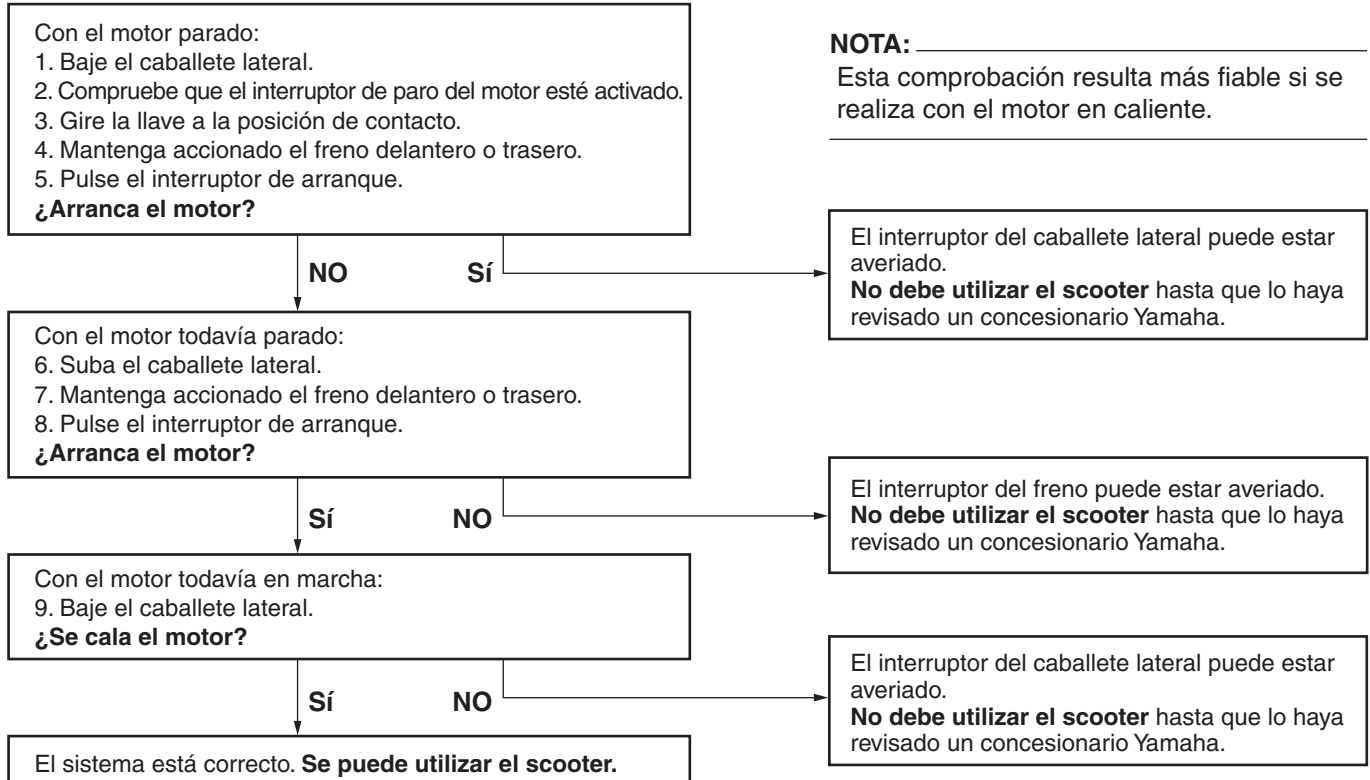 Con el motor parado:
1. Baje el caballete lateral.
2. Compruebe que el interruptor de paro del motor esté activado.
3. Gire la llave a la posición de contacto.
4. Mantenga accionado el freno delantero o trasero.
5. Pulse el interruptor de arranque.
¿Arranca el motor?
NOTA:
Esta comprobación resulta más fiable si se
realiza con el motor en caliente.
NO Sí
El interruptor del caballete lateral puede estar
averiado.
No debe utilizar el scooter hasta que lo haya
revisado un concesionario Yamaha.
Con el motor todavía parado:
6. Suba el caballete lateral.
7. Mantenga accionado el freno delantero o trasero.
8. Pulse el interruptor de arranque.
¿Arranca el motor?
Sí NO
El interruptor del freno puede estar averiado.
No debe utilizar el scooter hasta que lo haya
revisado un concesionario Yamaha.
Con el motor todavía en marcha:
9. Baje el caballete lateral.
¿Se cala el motor?
Sí NO
El interruptor del caballete lateral puede estar
averiado.
No debe utilizar el scooter hasta que lo haya
revisado un concesionario Yamaha.
El sistema está correcto. Se puede utilizar el scooter.